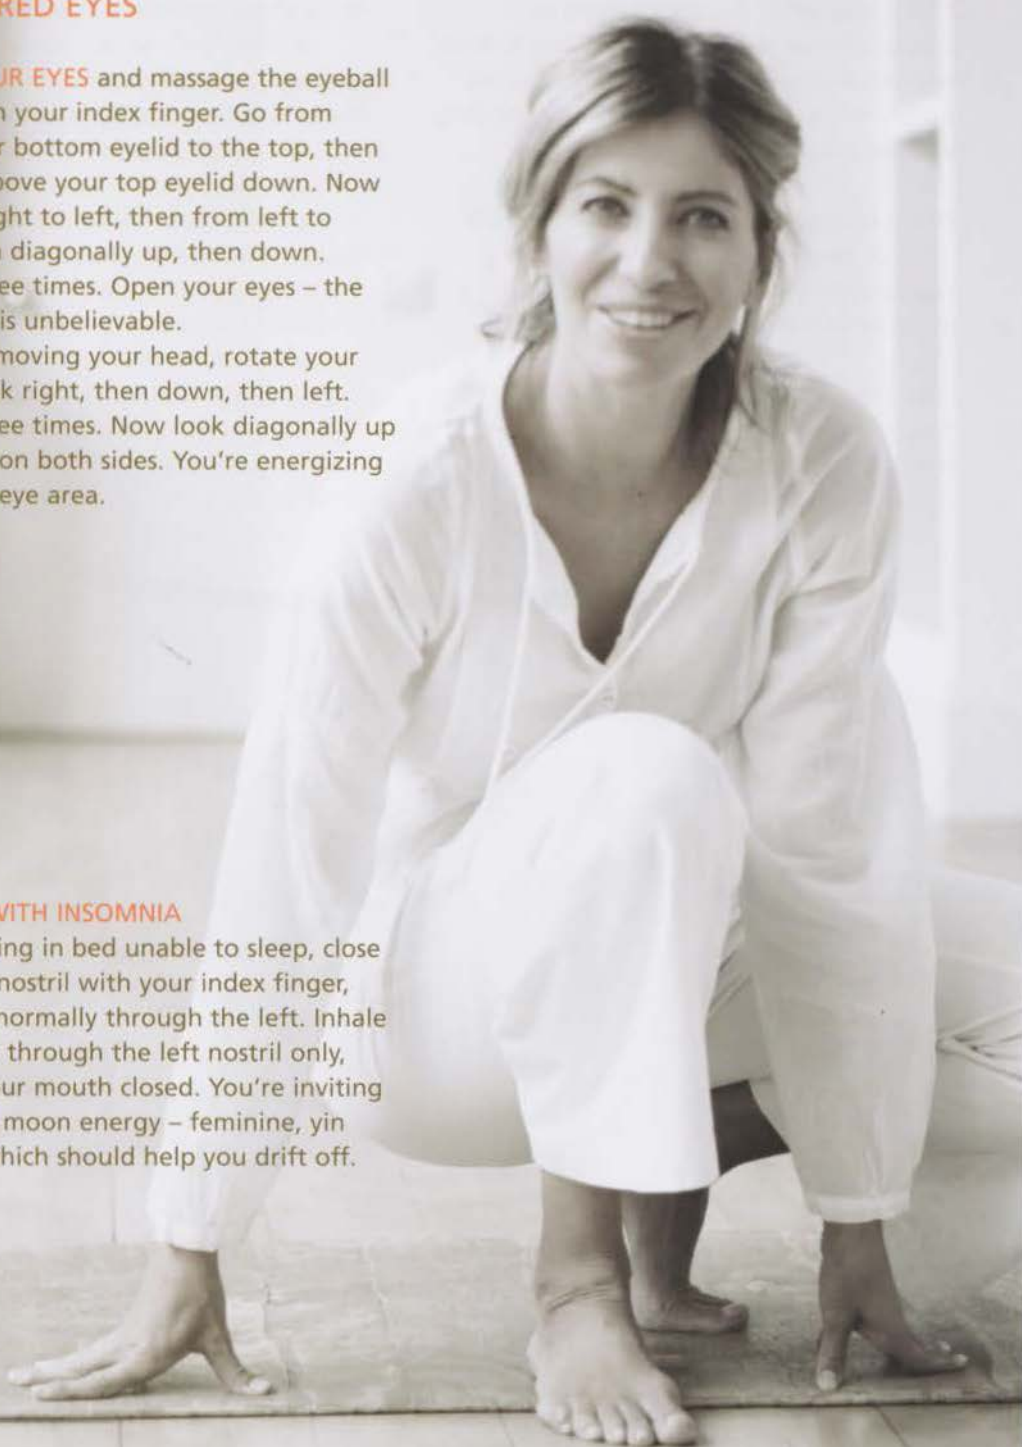 RED EYES
UR EYES and massage the eyeball
your index finger. Go from
bottom eyelid to the top, then
ove your top eyelid down. Now
ght to left, then from left to
diagonally up, then down.
ee times. Open your eyes – the
is unbelievable.
moving your head, rotate your
k right, then down, then left.
ee times. Now look diagonally up
on both sides. You're energizing
eye area.
WITH INSOMNIA
ing in bed unable to sleep, close
nostril with your index finger,
normally through the left. Inhale
through the left nostril only,
ur mouth closed. You're inviting
moon energy – feminine, yin
hich should help you drift off.